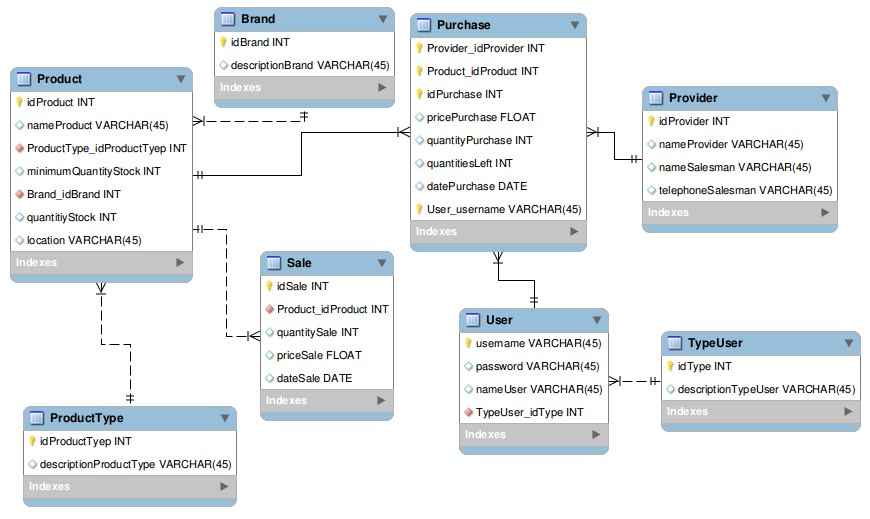 Brand
idBrand INT
descriptionBrand VARCHAR(45)
Indexes
Purchase
Provider_idProvider INT
Product_idProduct INT
idPurchase INT
pricePurchase FLOAT
quantityPurchase INT
quantitiesLeft INT
datePurchase DATE
User_username VARCHAR(45)
Indexes
Product
idProduct INT
nameProduct VARCHAR(45)
ProductType_idProductTyep INT
minimumQuantityStock INT
Brand_idBrand INT
quantitiyStock INT
location VARCHAR(45)
Indexes
Provider
idProvider INT
nameProvider VARCHAR(45)
nameSalesman VARCHAR(45)
telephoneSalesman VARCHAR(45)
Indexes
Sale
idSale INT
Product_idProduct INT
quantitySale INT
priceSale FLOAT
dateSale DATE
Indexes
User
username VARCHAR(45)
password VARCHAR(45)
nameUser VARCHAR(45)
TypeUser_idType INT
Indexes
TypeUser
idType INT
descriptionTypeUser VARCHAR(45)
Indexes
ProductType
idProductTyep INT
descriptionProductType VARCHAR(45)
Indexes